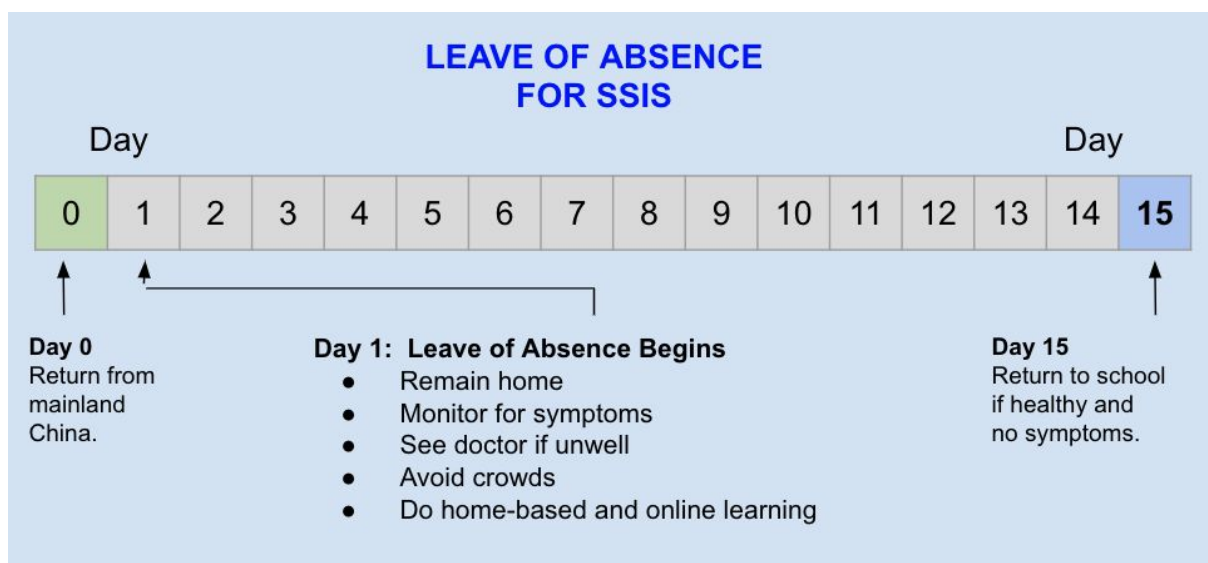 LEAVE OF ABSENCE
FOR SSIS
Day Day
0 1 2 3 4 5 6 7 8 9 10 11 12 13 14 15
Day 0
Return from
mainland
China.
Day 1: Leave of Absence Begins
● Remain home
● Monitor for symptoms
● See doctor if unwell
● Avoid crowds
● Do home-based and online learning
Day 15
Return to school
if healthy and
no symptoms.